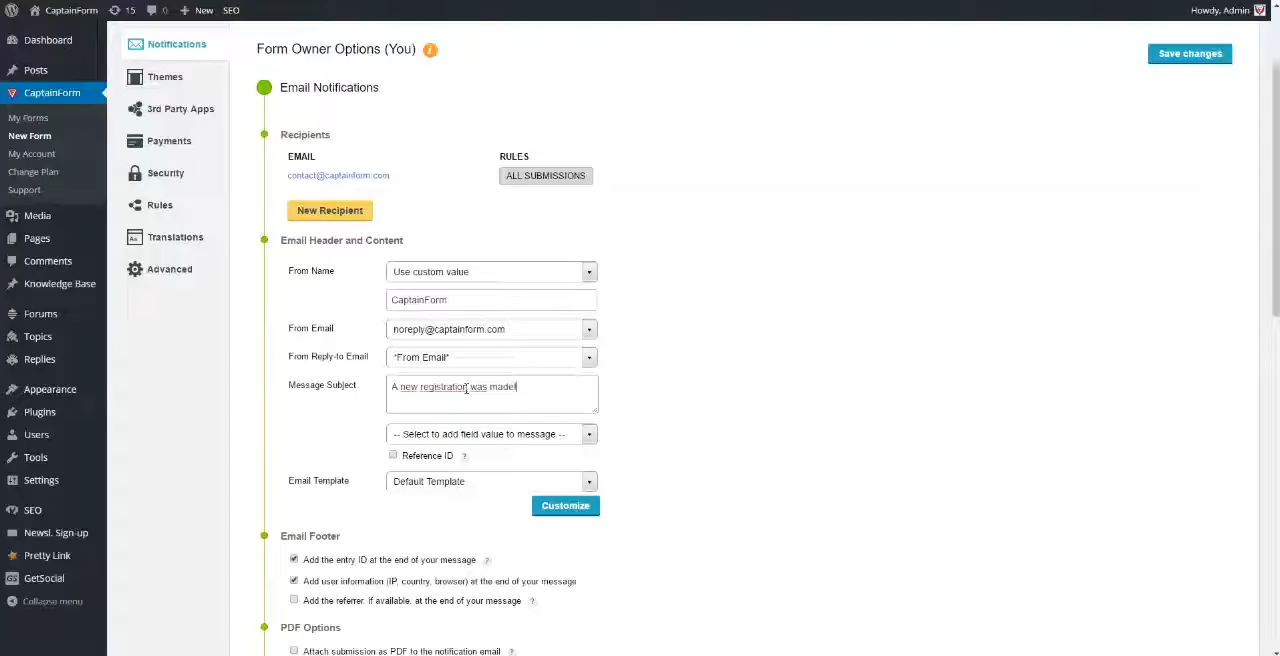 CaptainForm 15 0 New SEO Howdy, Admin
Dashboard
Posts
CaptainForm
My Forms
New Form
My Account
Change Plan
Support
Media
Pages
Comments
Knowledge Base
Forums
Topics
Replies
Appearance
Plugins
Users
Tools
Settings
SEO
Newsl. Sign-up
Pretty Link
GetSocial
Collapse menu
Notifications
Themes
3rd Party Apps
Payments
Security
Rules
Translations
Advanced
Form Owner Options (You)
Save changes
Email Notifications
Recipients
EMAIL RULES
contact@captainform.com ALL SUBMISSIONS
New Recipient
Email Header and Content
From Name Use custom value
CaptainForm
From Email noreply@captainform.com
From Reply-to Email *From Email*
Message Subject A new registration was made!
-- Select to add field value to message --
Reference ID ?
Email Template Default Template
Customize
Email Footer
Add the entry ID at the end of your message ?
Add user information (IP, country, browser) at the end of your message
Add the referrer, if available, at the end of your message ?
PDF Options
Attach submission as PDF to the notification email ?